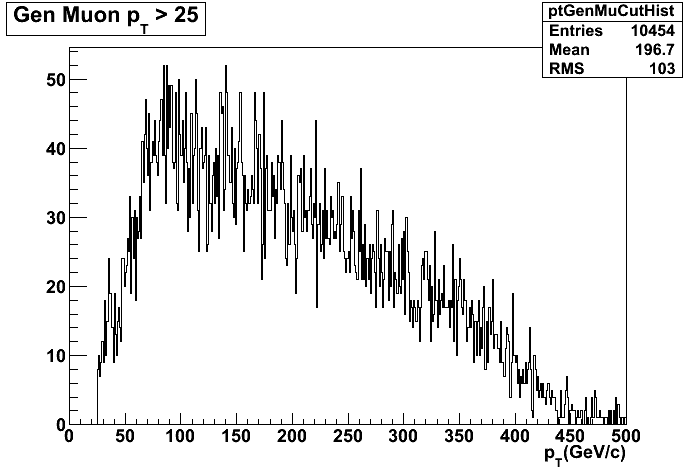 Gen Muon p_T > 25
ptGenMuCutHist
Entries 10454
Mean 196.7
RMS 103
50
40
30
20
10
0
0 50 100 150 200 250 300 350 400 450 500
p_T(GeV/c)